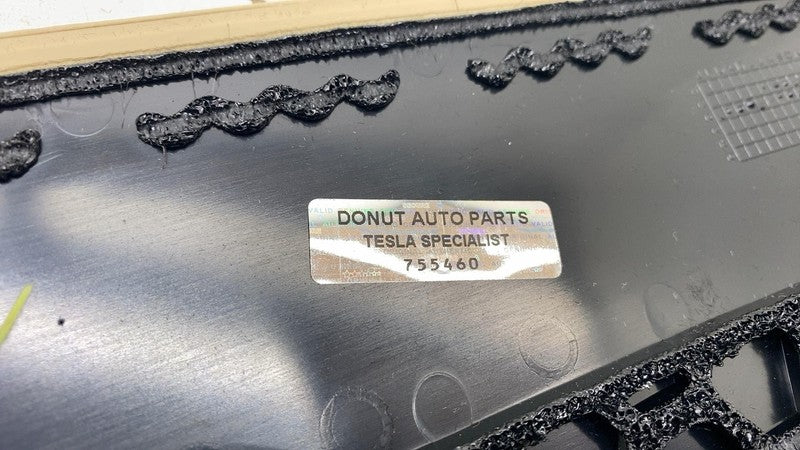 DONUT AUTO PARTS
TESLA SPECIALIST
755460